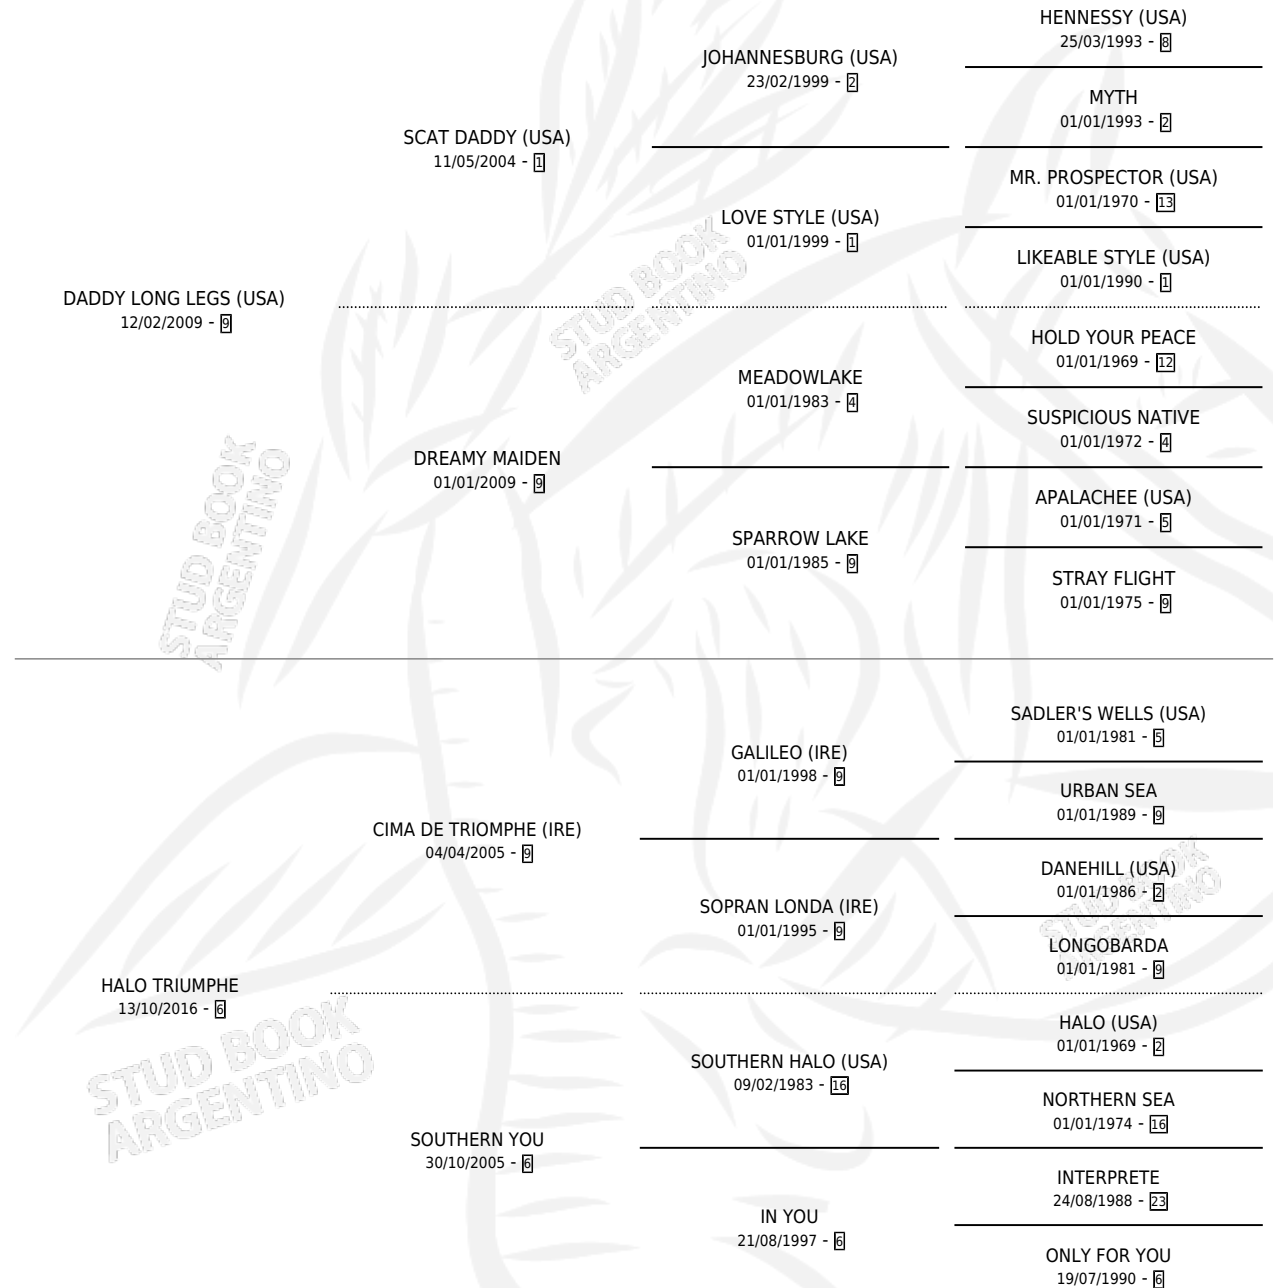 HENNESSY (USA)
25/03/1993 - 8
JOHANNESBURG (USA)
23/02/1999 - 2
MYTH
01/01/1993 - 2
SCAT DADDY (USA)
11/05/2004 - 1
MR. PROSPECTOR (USA)
01/01/1970 - 13
LOVE STYLE (USA)
01/01/1999 - 1
LIKEABLE STYLE (USA)
01/01/1990 - 1
DADDY LONG LEGS (USA)
12/02/2009 - 9
STUD BOOK
ARGENTINO
HOLD YOUR PEACE
01/01/1969 - 12
MEADOWLAKE
01/01/1983 - 4
SUSPICIOUS NATIVE
01/01/1972 - 4
DREAMY MAIDEN
01/01/2009 - 9
APALACHEE (USA)
01/01/1971 - 5
SPARROW LAKE
01/01/1985 - 9
STRAY FLIGHT
01/01/1975 - 9
STUD BOOK
ARGENTINO
SADLER'S WELLS (USA)
01/01/1981 - 5
GALILEO (IRE)
01/01/1998 - 9
URBAN SEA
01/01/1989 - 9
CIMA DE TRIOMPHE (IRE)
04/04/2005 - 9
DANEHILL (USA)
01/01/1986 - 2
SOPRAN LONDA (IRE)
01/01/1995 - 9
STUD BOOK
ARGENTINO
LONGOBARDA
01/01/1981 - 9
HALO TRIUMPHE
13/10/2016 - 6
HALO (USA)
01/01/1969 - 2
SOUTHERN HALO (USA)
09/02/1983 - 16
STUD BOOK
ARGENTINO
NORTHERN SEA
01/01/1974 - 16
SOUTHERN YOU
30/10/2005 - 6
INTERPRETE
24/08/1988 - 23
IN YOU
21/08/1997 - 6
ONLY FOR YOU
19/07/1990 - 6